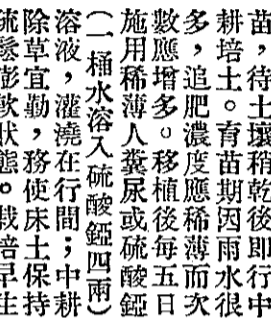 苗，待土壤稍乾後即行中
耕培土。育苗期因雨水很
多，追肥濃度應稀薄而次
數應增多。移植後每五日
施用稀薄人糞尿或硫酸錏
（一桶水溶入硫酸錏四兩）
溶液，灌澆在行間；中耕
除草宜勤，務使床土保持
疏鬆膨軟狀態。栽培早生